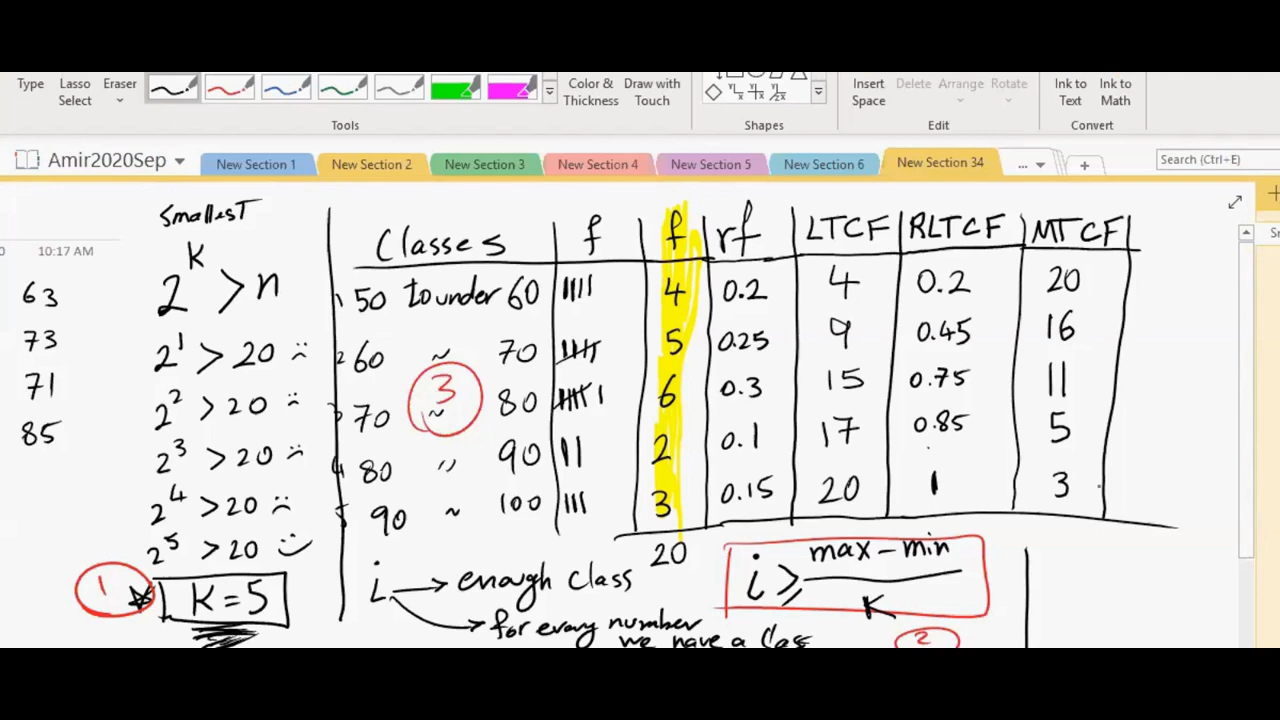 Type Lasso Select Eraser Color & Thickness Draw with Touch Insert Space Delete Arrange Rotate Ink to Text Ink to Math
Tools Shapes Edit Convert
Amir2020Sep New Section 1 New Section 2 New Section 3 New Section 4 New Section 5 New Section 6 New Section 34 ... Search (Ctrl+E)
0 10:17 AM
63
73
71
85
smallest
2^k > n
2^1 > 20 :(
2^2 > 20 :(
2^3 > 20 :(
2^4 > 20 :(
2^5 > 20 :)
1
K = 5
Classes f f rf LTCF RLTCF MTCF
1 50 to under 60 |||| 4 0.2 4 0.2 20
2 60 ~ 70 5 0.25 9 0.45 16
3 70 ~ 80 6 0.3 15 0.75 11
4 80 〃 90 || 2 0.1 17 0.85 5
5 90 ~ 100 ||| 3 0.15 20 1 3
3
20
i → enough class
→ for every number
we have a class
i ≥ max - min / K
2